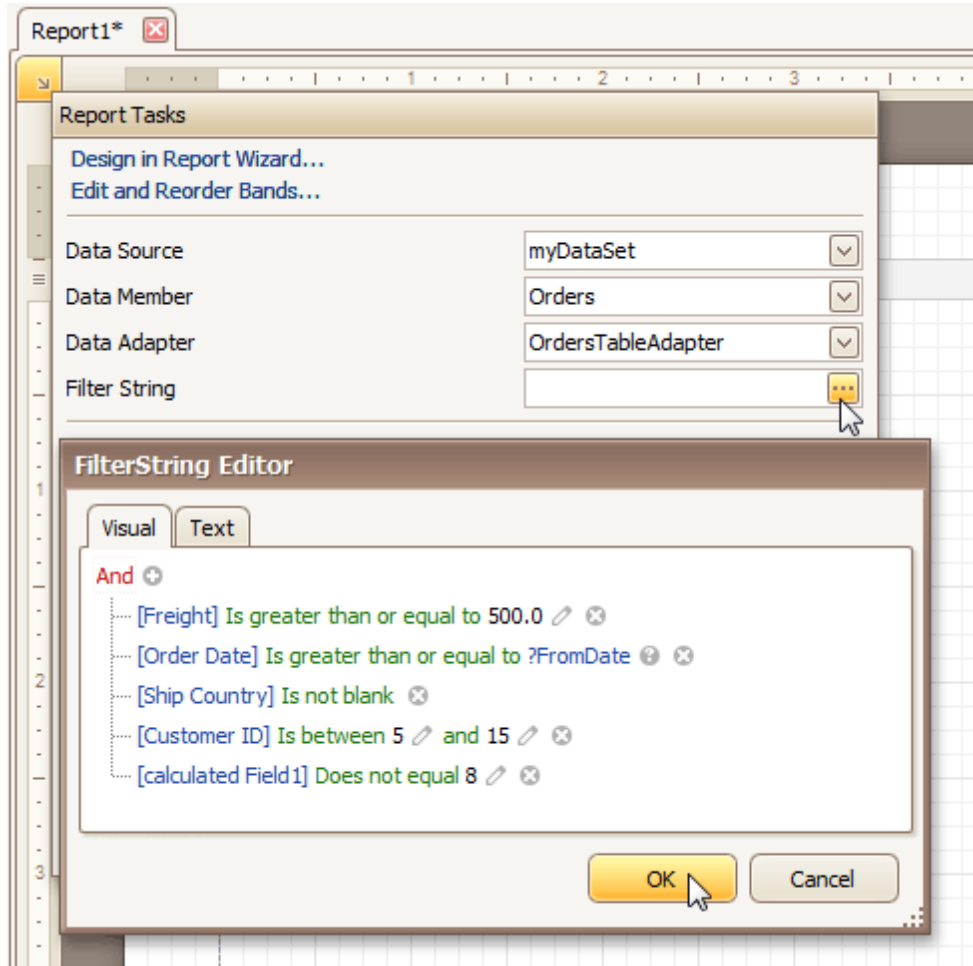 Report1*
1 2 3
Report Tasks
Design in Report Wizard...
Edit and Reorder Bands...
Data Source myDataSet
Data Member Orders
Data Adapter OrdersTableAdapter
Filter String ...
FilterString Editor
1
Visual Text
And
[Freight] Is greater than or equal to 500.0
[Order Date] Is greater than or equal to ?FromDate ?
2
[Ship Country] Is not blank
[Customer ID] Is between 5 and 15
[calculated Field1] Does not equal 8
3
OK Cancel